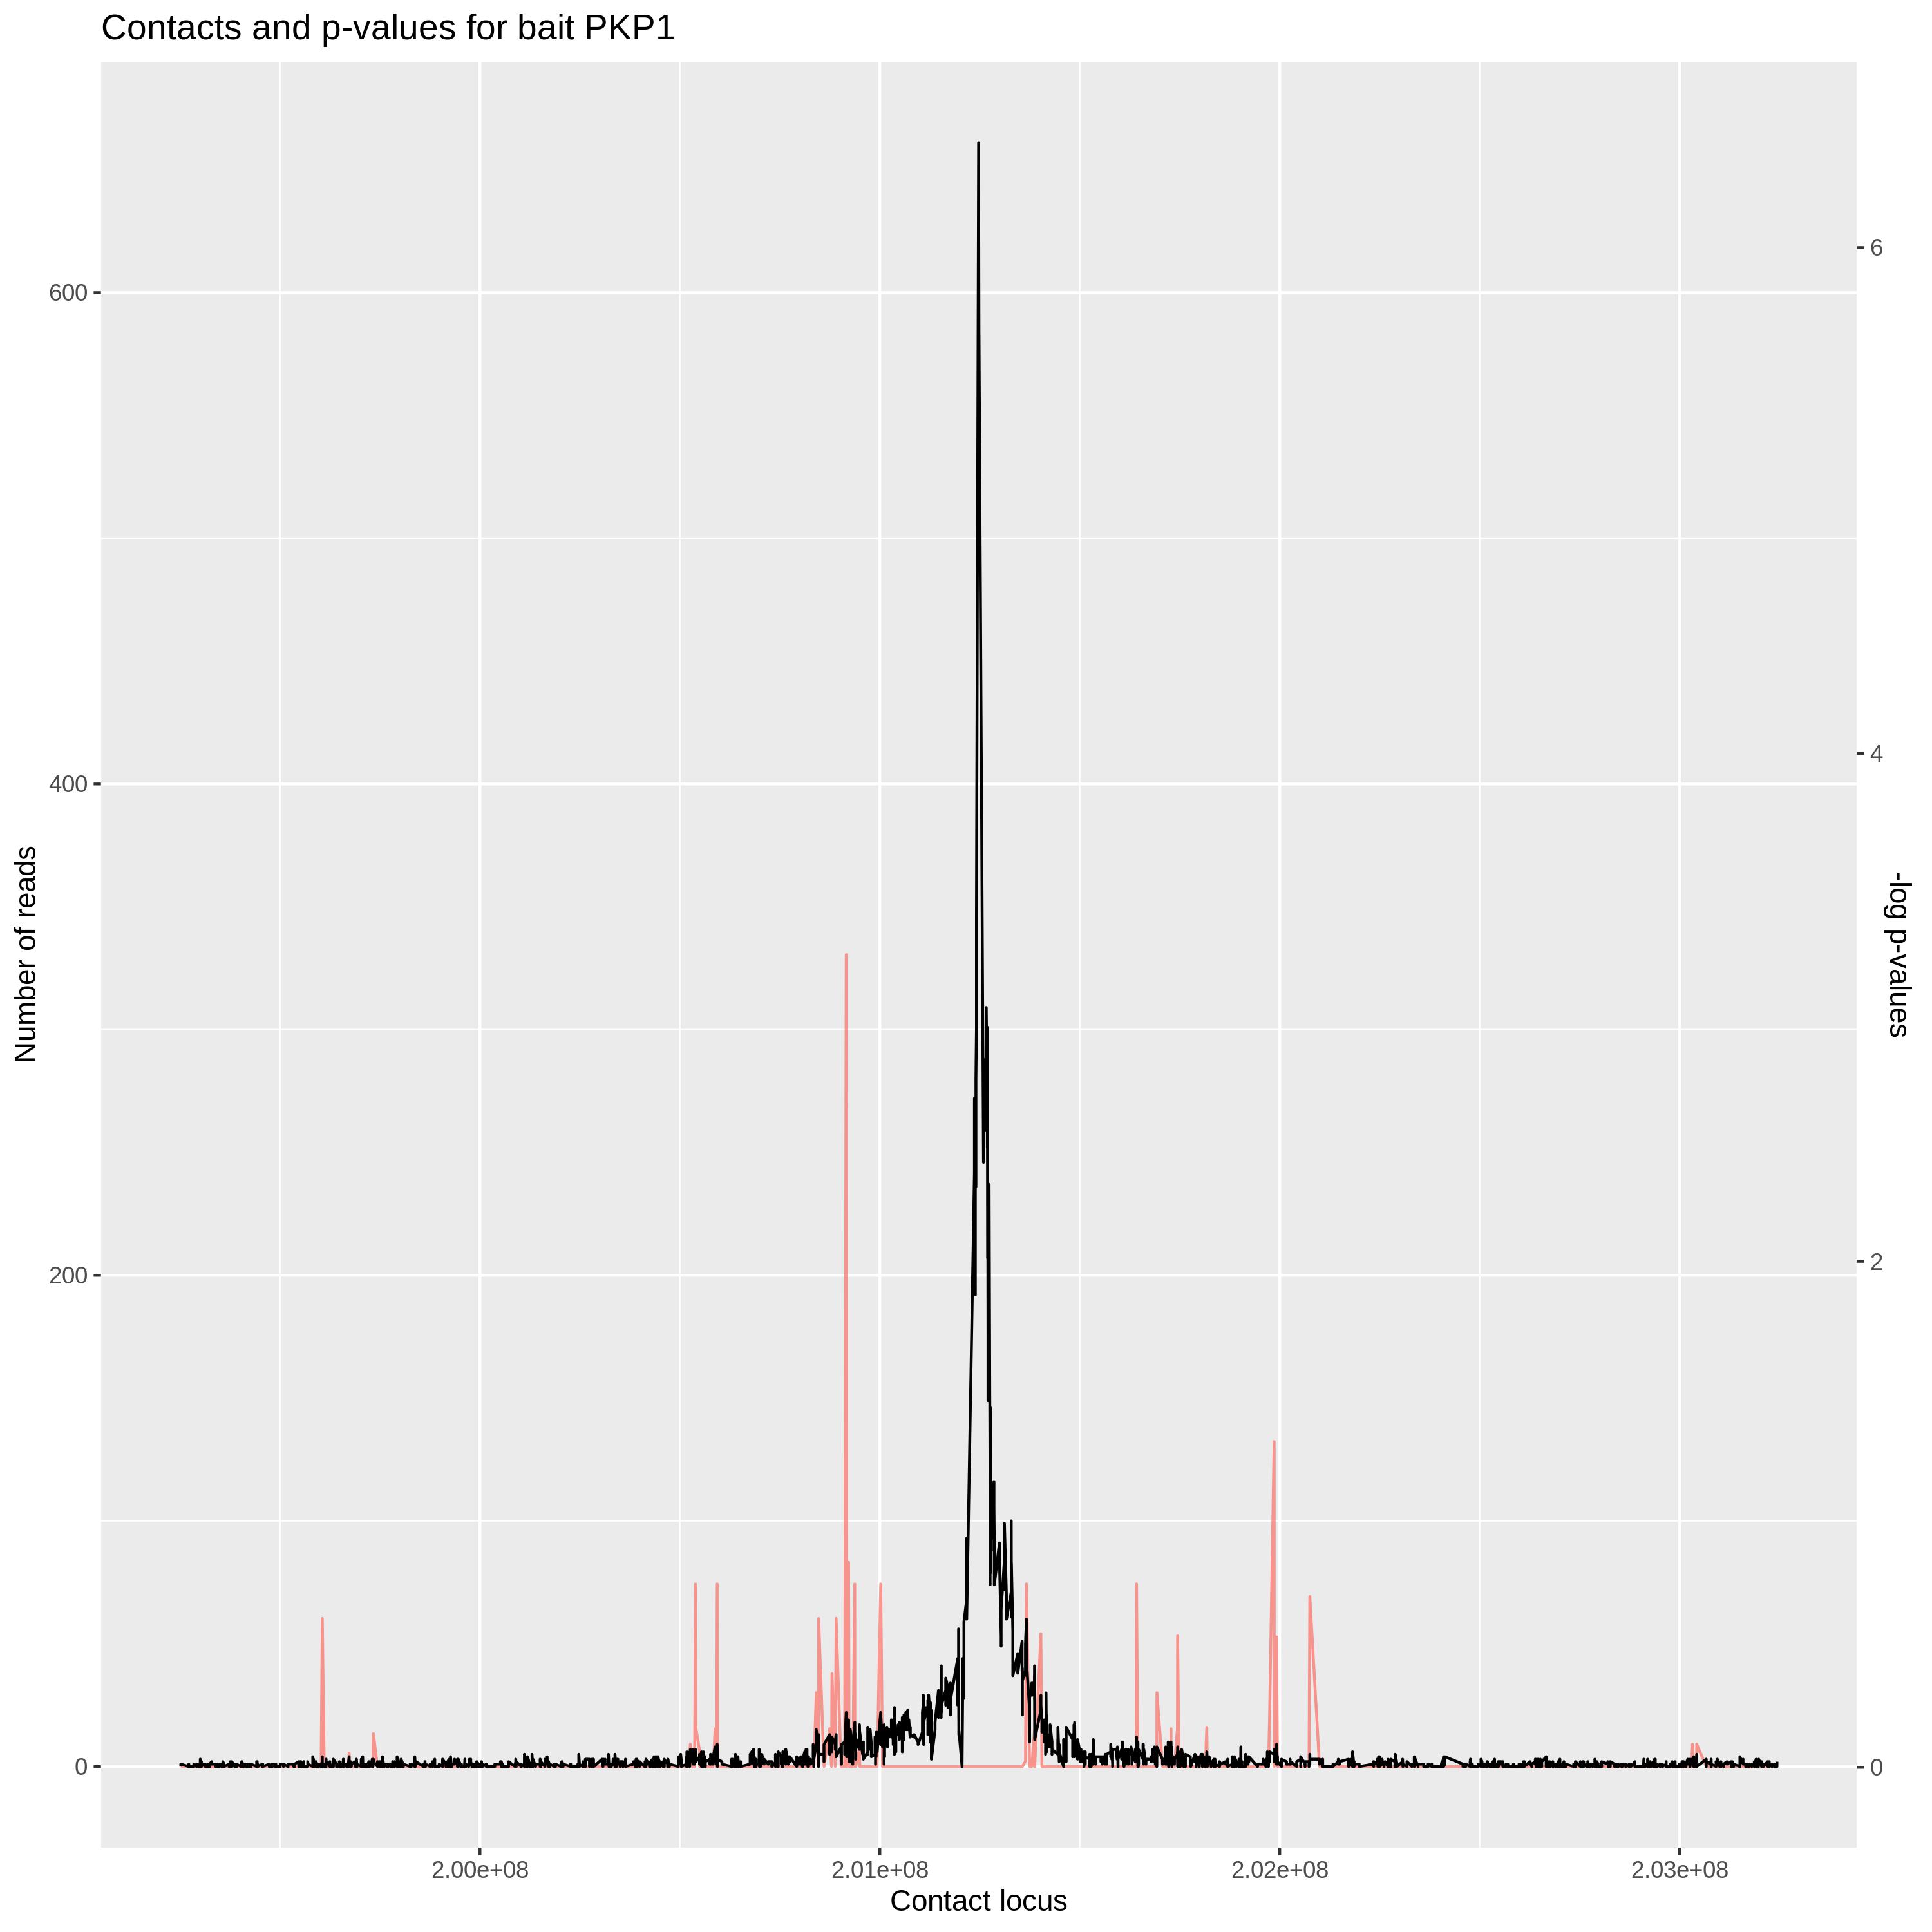 Contacts and p-values for bait PKP1
600
400
200
0
Number of reads
6
4
2
0
-log p-values
2.00e+08
2.01e+08
2.02e+08
2.03e+08
Contact locus